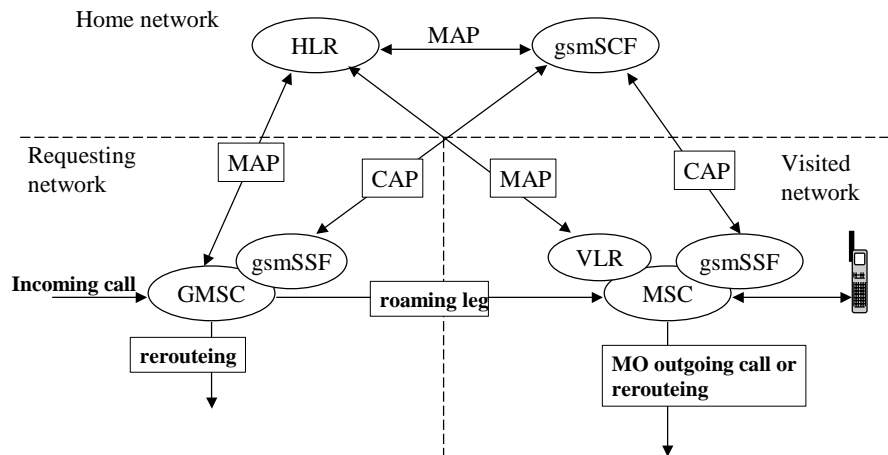 Home network
HLR
MAP
gsmSCF
Requesting
network
MAP
CAP
MAP
CAP
Visited
network
gsmSSF
VLR
gsmSSF
Incoming call
GMSC
roaming leg
MSC
rerouteing
MO outgoing call or
rerouteing